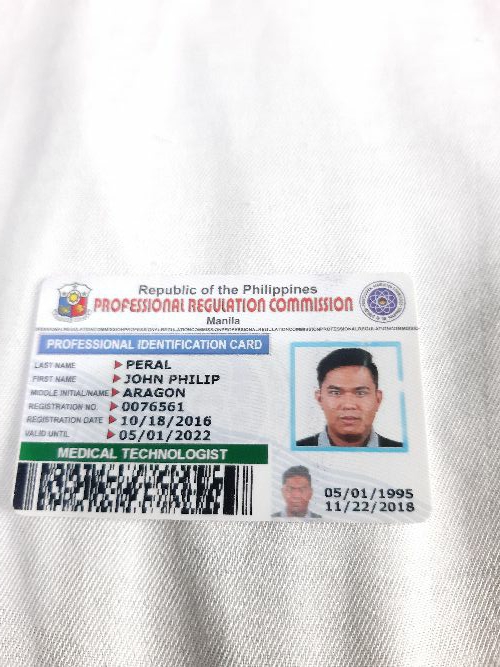 Republic of the Philippines
PROFESSIONAL REGULATION COMMISSION
Manila
PROFESSIONAL IDENTIFICATION CARD
LAST NAME PERAL
FIRST NAME JOHN PHILIP
MIDDLE INITIAL/NAME ARAGON
REGISTRATION NO. 0076561
REGISTRATION DATE 10/18/2016
VALID UNTIL 05/01/2022
MEDICAL TECHNOLOGIST
05/01/1995
11/22/2018